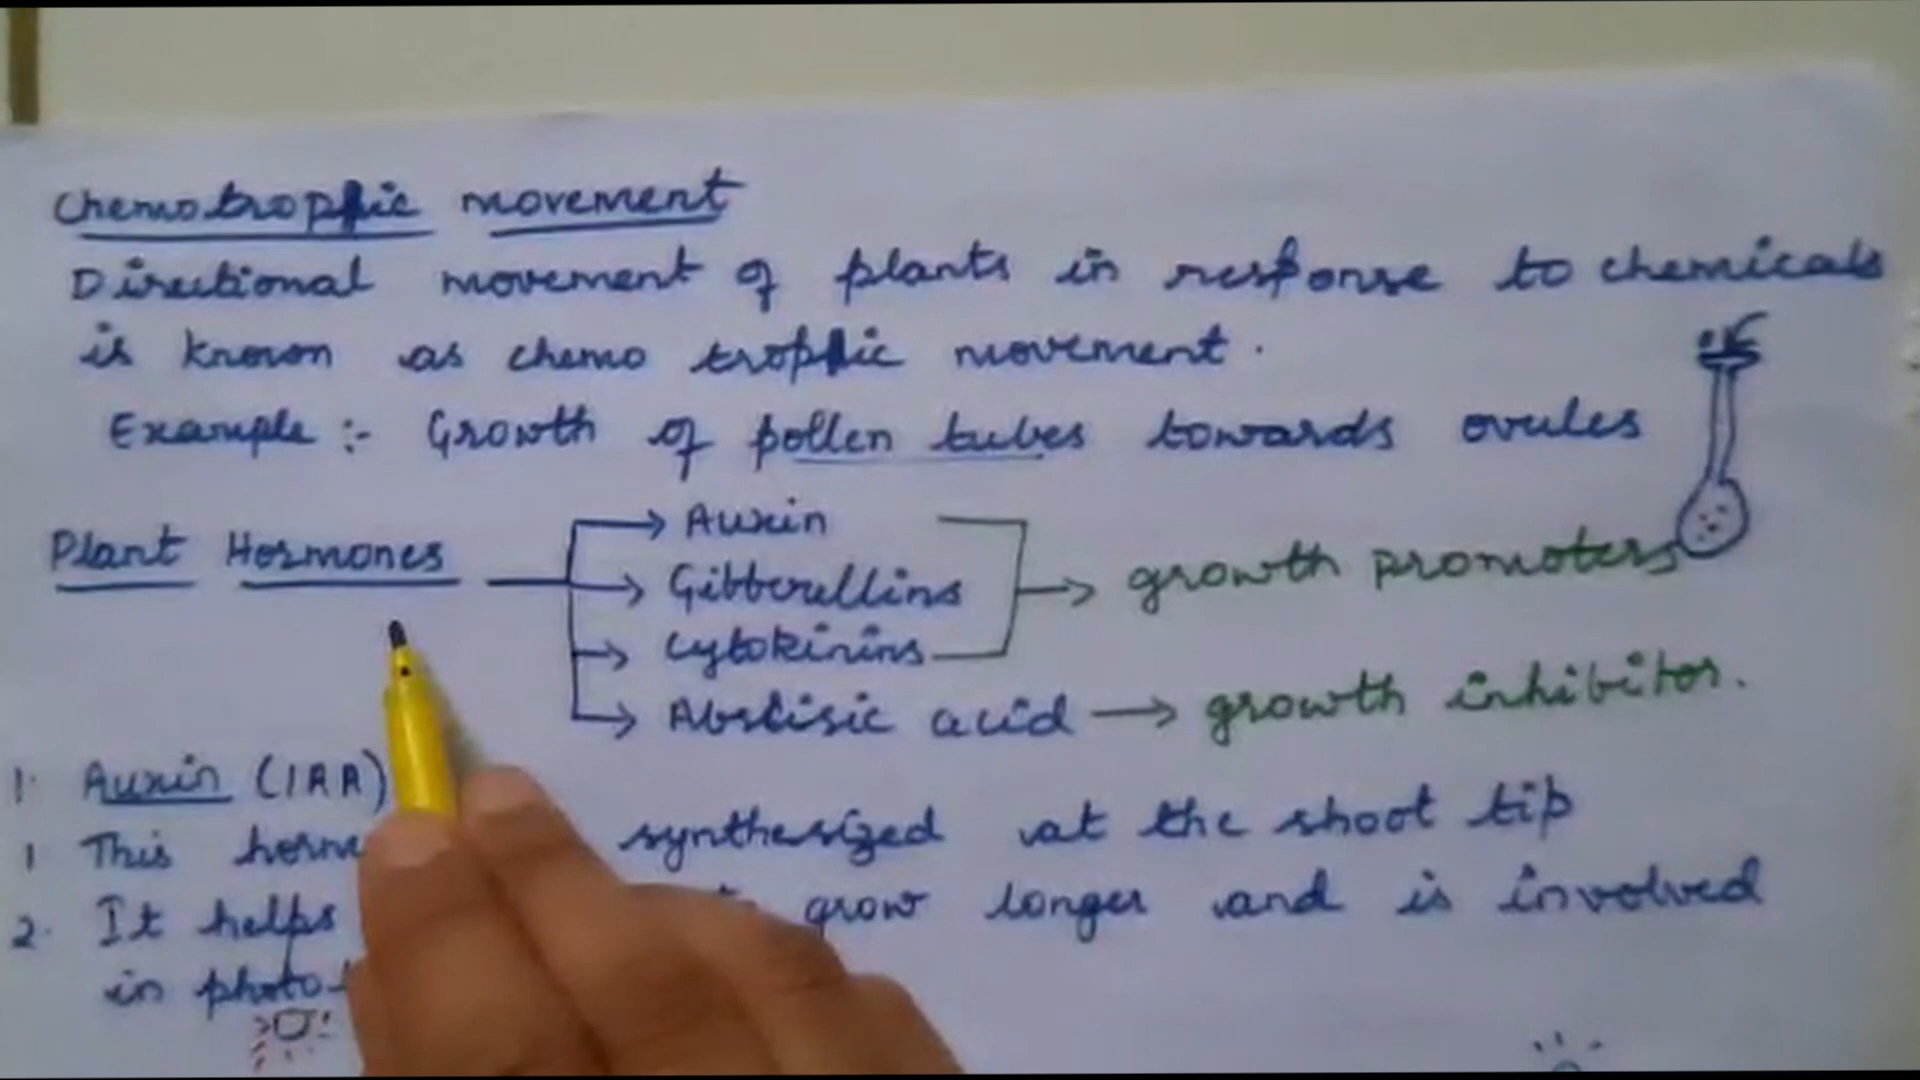 Chemotrophic movement
Directional movement of plants in response to chemicals
is known as chemo trophic movement.
Example :- Growth of pollen tubes towards ovules
Plant Hormones → Auxin
→ Gibberellins → growth promoters
→ Cytokinins
→ Abscisic acid → growth inhibitor.
1. Auxin (IAA)
1 This synthesized at the shoot tip
2. It helps grow longer and is involved
in photo